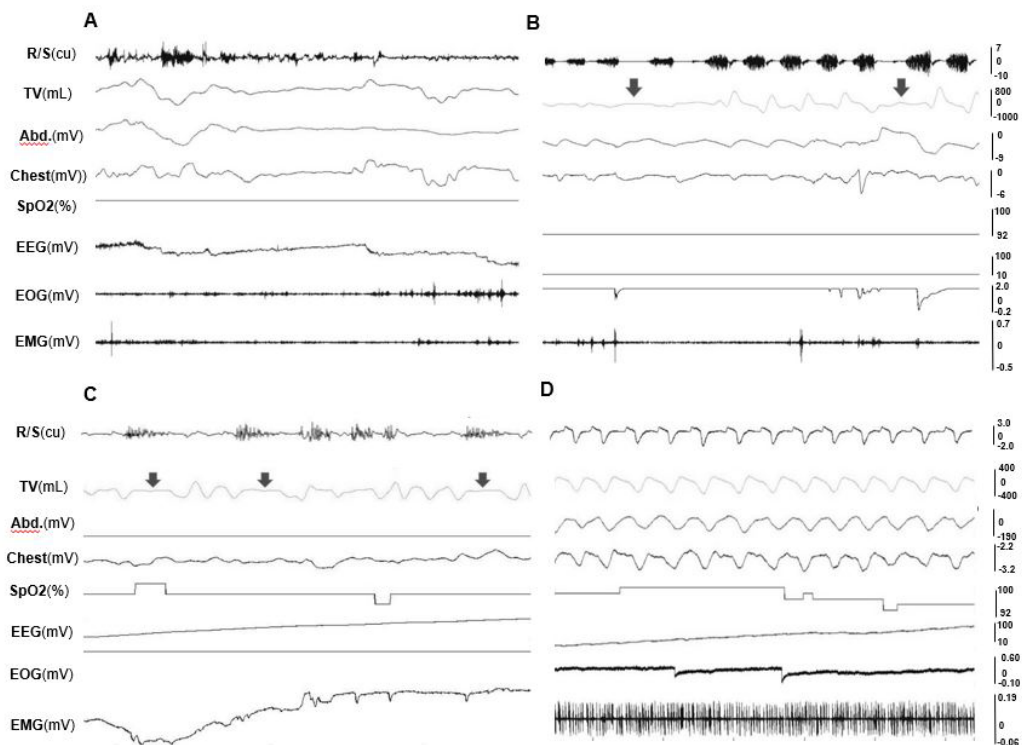 A
B
R/S(cu)
7
0
-10
TV(mL)
800
0
-1000
Abd.(mV)
0
-9
Chest(mV))
0
-6
SpO2(%)
100
92
EEG(mV)
100
10
EOG(mV)
2.0
0
-0.2
EMG(mV)
0.7
0
-0.5
C
D
R/S(cu)
3.0
0
-2.0
TV(mL)
400
0
-400
Abd.(mV)
0
-150
Chest(mV)
-2.2
-3.2
SpO2(%)
100
92
EEG(mV)
100
10
EOG(mV)
0.60
0
-0.10
EMG(mV)
0.19
0
-0.06